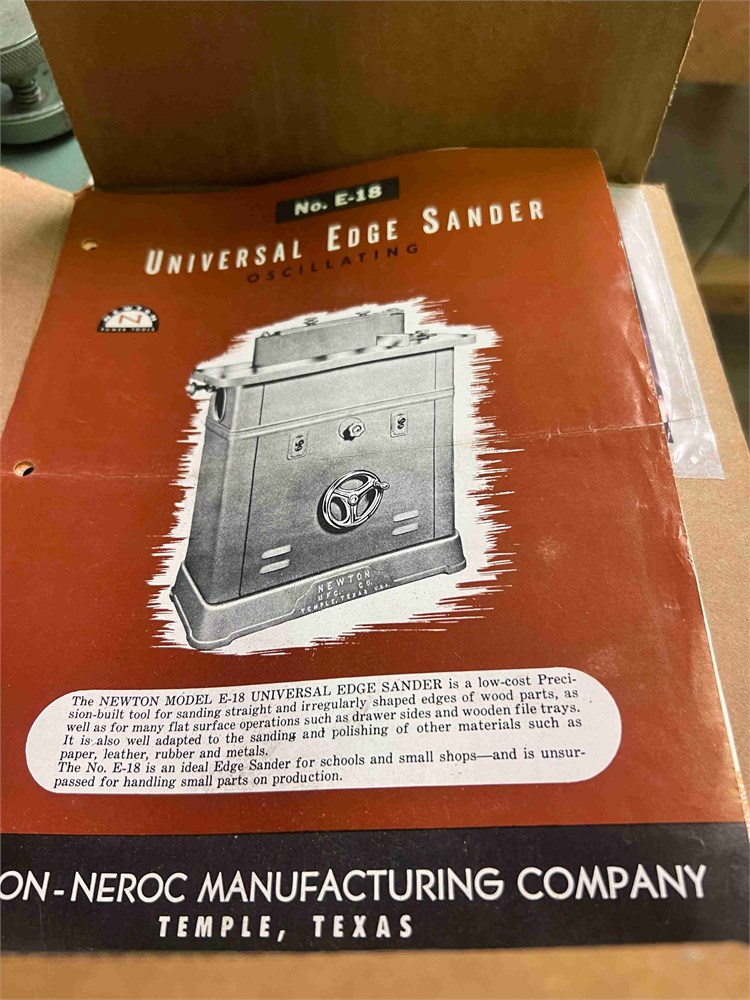 No. E-18
UNIVERSAL EDGE SANDER
OSCILLATING
NEWTON
N
POWER TOOLS
NEWTON
MFG. CO.
TEMPLE, TEXAS U.S.A.
The NEWTON MODEL E-18 UNIVERSAL EDGE SANDER is a low-cost Preci-
sion-built tool for sanding straight and irregularly shaped edges of wood parts, as
well as for many flat surface operations such as drawer sides and wooden file trays.
It is also well adapted to the sanding and polishing of other materials such as
paper, leather, rubber and metals.
The No. E-18 is an ideal Edge Sander for schools and small shops—and is unsur-
passed for handling small parts on production.
ON-NEROC MANUFACTURING COMPANY
TEMPLE, TEXAS